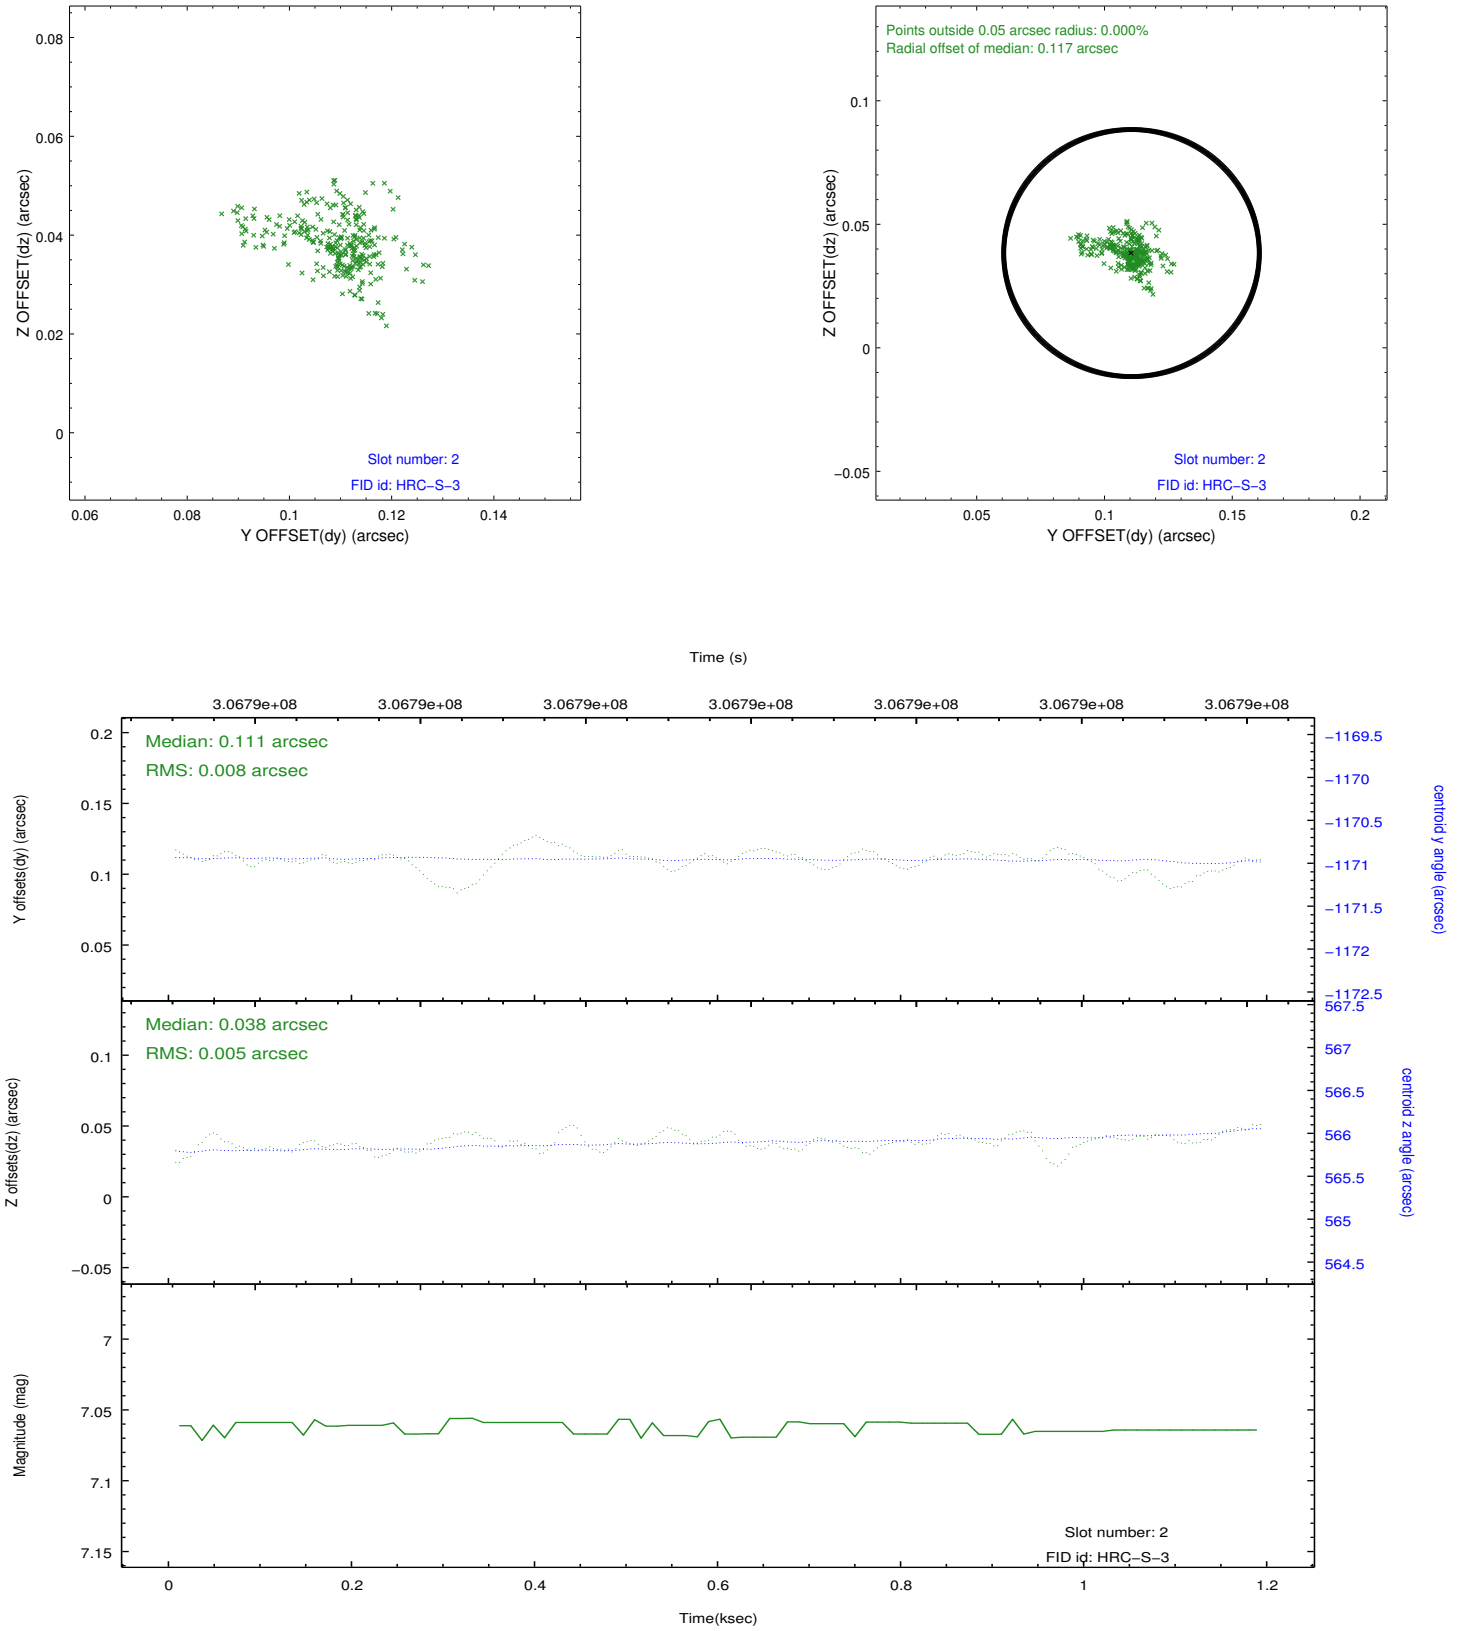 0.08
0.06
0.04
0.02
0
Z OFFSET(dz) (arcsec)
Slot number: 2
FID id: HRC−S−3
0.06 0.08 0.1 0.12 0.14
Y OFFSET(dy) (arcsec)
Points outside 0.05 arcsec radius: 0.000%
Radial offset of median: 0.117 arcsec
0.1
0.05
0
−0.05
Z OFFSET(dz) (arcsec)
Slot number: 2
FID id: HRC−S−3
0.05 0.1 0.15 0.2
Y OFFSET(dy) (arcsec)
Time (s)
3.0679e+08 3.0679e+08 3.0679e+08 3.0679e+08 3.0679e+08 3.0679e+08 3.0679e+08
Median: 0.111 arcsec
RMS: 0.008 arcsec
0.2
0.15
0.1
0.05
Y offsets(dy) (arcsec)
−1169.5
−1170
−1170.5
−1171
−1171.5
−1172
−1172.5
centroid y angle (arcsec)
Median: 0.038 arcsec
RMS: 0.005 arcsec
0.1
0.05
0
−0.05
Z offsets(dz) (arcsec)
567.5
567
566.5
566
565.5
565
564.5
centroid z angle (arcsec)
7
7.05
7.1
7.15
Magnitude (mag)
Slot number: 2
FID id: HRC−S−3
0 0.2 0.4 0.6 0.8 1 1.2
Time(ksec)